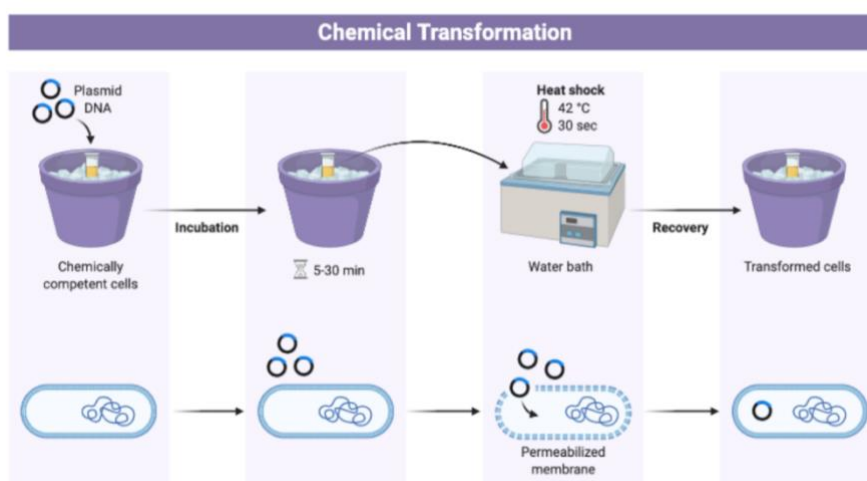 Chemical Transformation
Plasmid
DNA
Chemically
competent cells
Incubation
5-30 min
Heat shock
42 °C
30 sec
Water bath
Recovery
Transformed cells
Permeabilized
membrane